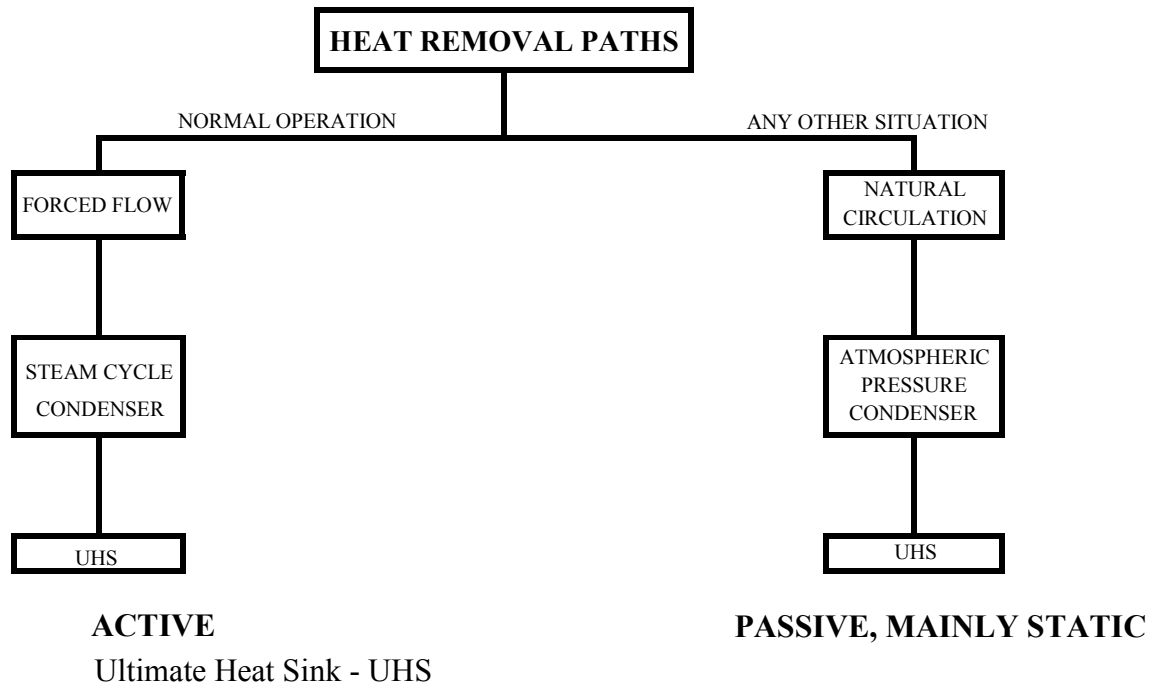 HEAT REMOVAL PATHS
NORMAL OPERATION
ANY OTHER SITUATION
FORCED FLOW
NATURAL
CIRCULATION
STEAM CYCLE
CONDENSER
ATMOSPHERIC
PRESSURE
CONDENSER
UHS
UHS
ACTIVE
PASSIVE, MAINLY STATIC
Ultimate Heat Sink - UHS